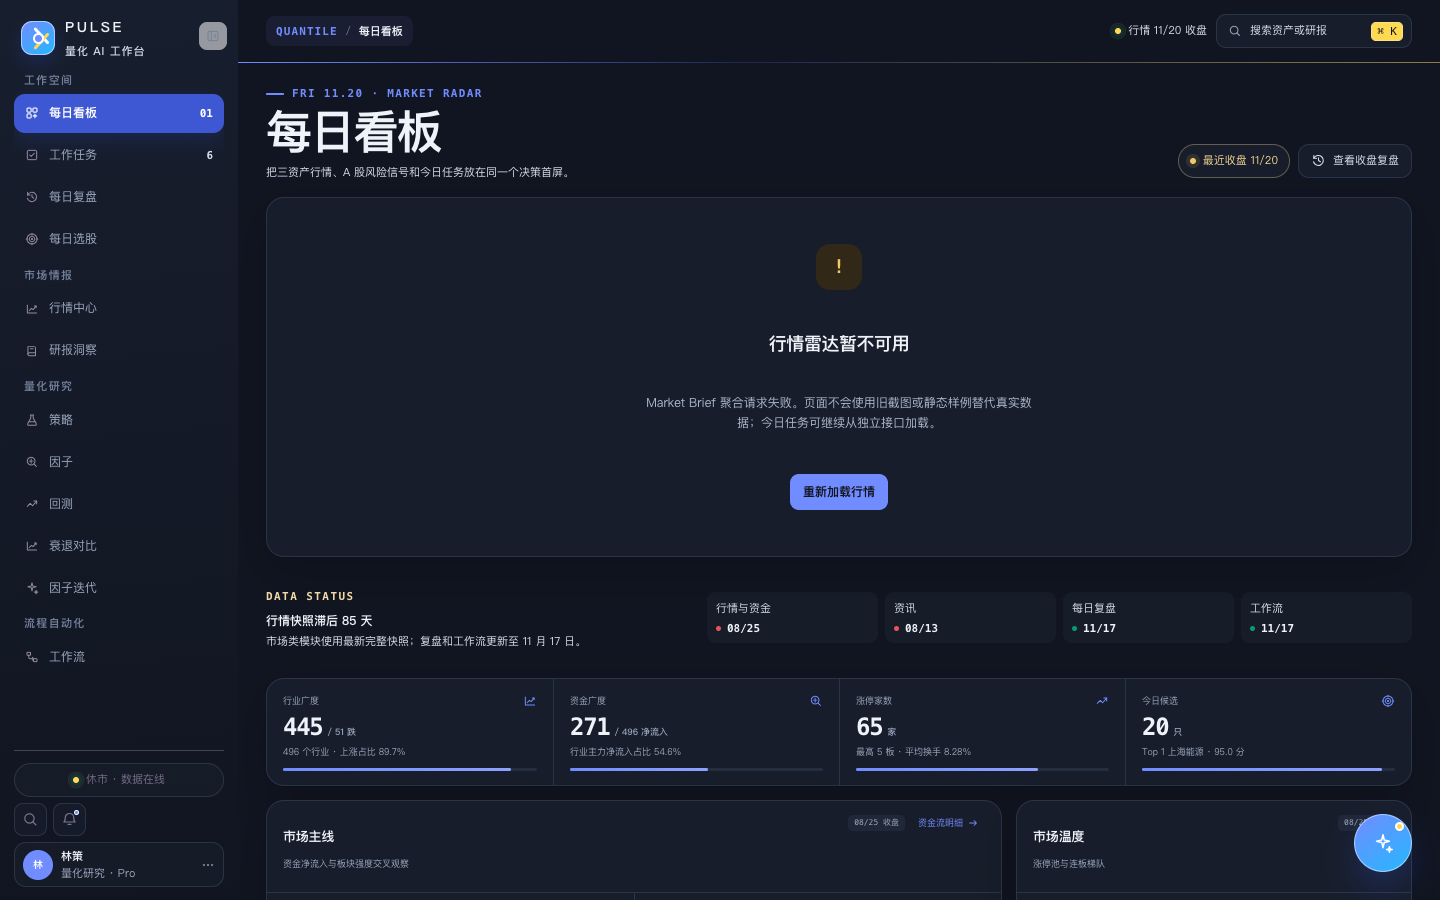 PULSE
量化 AI 工作台
工作空间
每日看板 01
工作任务 6
每日复盘
每日选股
市场情报
行情中心
研报洞察
量化研究
策略
因子
回测
衰退对比
因子迭代
流程自动化
工作流
休市 · 数据在线
林
林策
量化研究 · Pro
QUANTILE / 每日看板
行情 11/20 收盘
搜索资产或研报
⌘ K
FRI 11.20 · MARKET RADAR
每日看板
把三资产行情、A 股风险信号和今日任务放在同一个决策首屏。
最近收盘 11/20
查看收盘复盘
!
行情雷达暂不可用
Market Brief 聚合请求失败。页面不会使用旧截图或静态样例替代真实数
据；今日任务可继续从独立接口加载。
重新加载行情
DATA STATUS
行情快照滞后 85 天
市场类模块使用最新完整快照；复盘和工作流更新至 11 月 17 日。
行情与资金
08/25
资讯
08/13
每日复盘
11/17
工作流
11/17
行业广度
445 / 51 跌
496 个行业 · 上涨占比 89.7%
资金广度
271 / 496 净流入
行业主力净流入占比 54.6%
涨停家数
65 家
最高 5 板 · 平均换手 8.28%
今日候选
20 只
Top 1 上海能源 · 95.0 分
市场主线
08/25 收盘
资金流明细 →
资金净流入与板块强度交叉观察
市场温度
涨停池与连板梯队